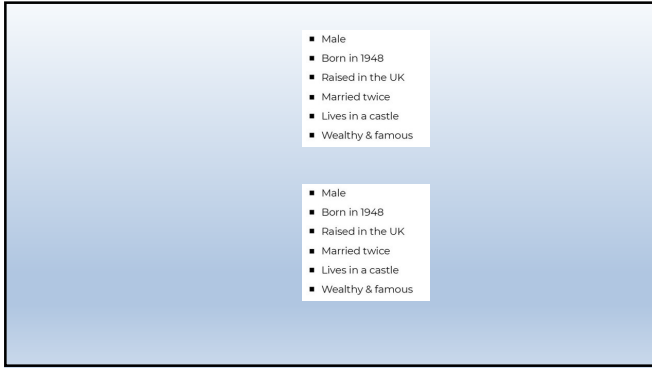 ▪ Male
▪ Born in 1948
▪ Raised in the UK
▪ Married twice
▪ Lives in a castle
▪ Wealthy & famous
▪ Male
▪ Born in 1948
▪ Raised in the UK
▪ Married twice
▪ Lives in a castle
▪ Wealthy & famous